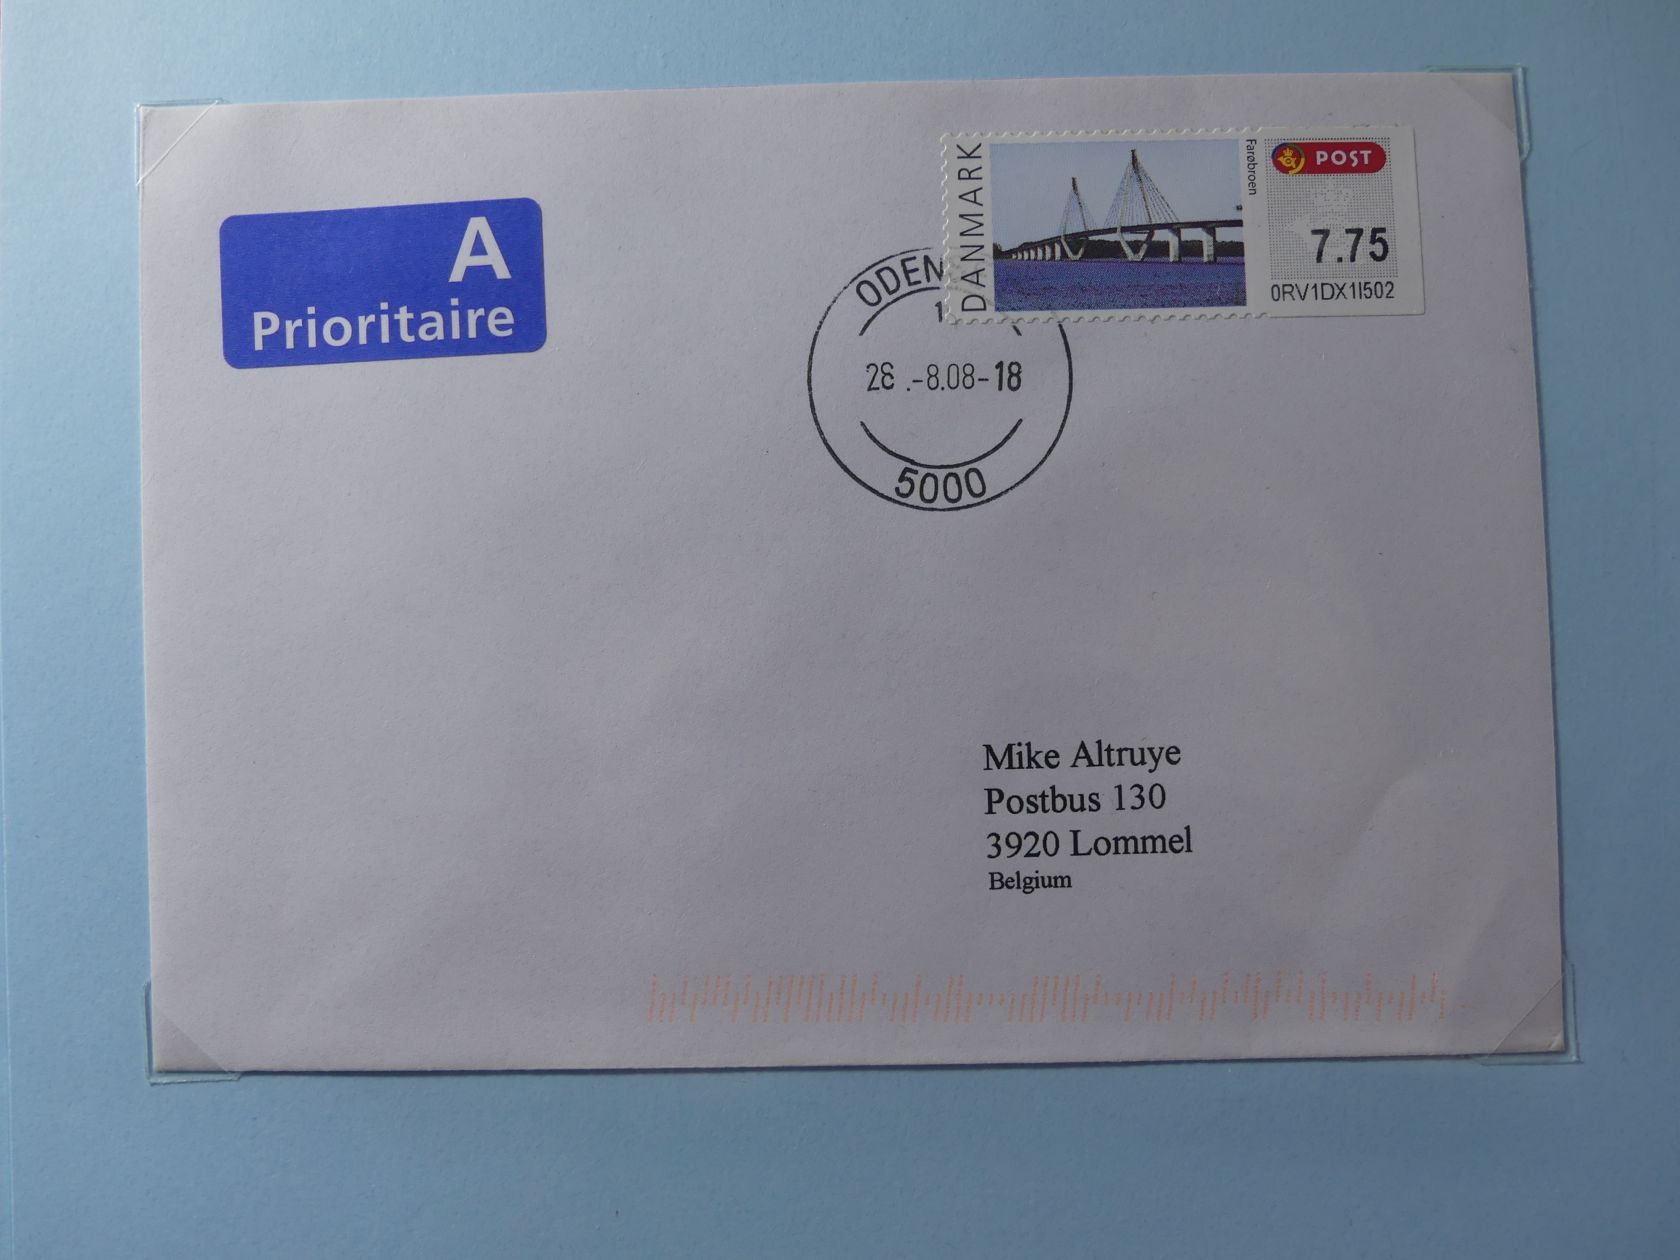 A
Prioritaire
DANMARK
Farøbroen
POST
7.75
0RV1DX1I502
28.-8.08-18
5000
Mike Altruye
Postbus 130
3920 Lommel
Belgium